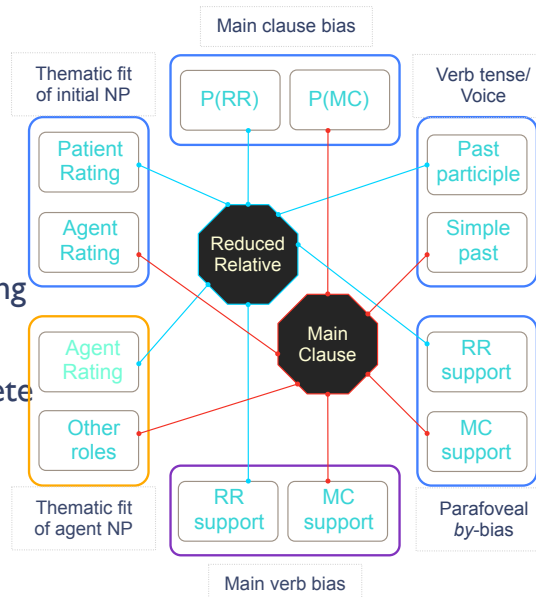 Main clause bias
Thematic fit
of initial NP
Verb tense/
Voice
P(RR)
P(MC)
Patient
Rating
Past
participle
Agent
Rating
Simple
past
Reduced
Relative
ng
Main
Clause
Agent
Rating
RR
support
ete
Other
roles
MC
support
Thematic fit
of agent NP
RR
support
MC
support
Parafoveal
by-bias
Main verb bias